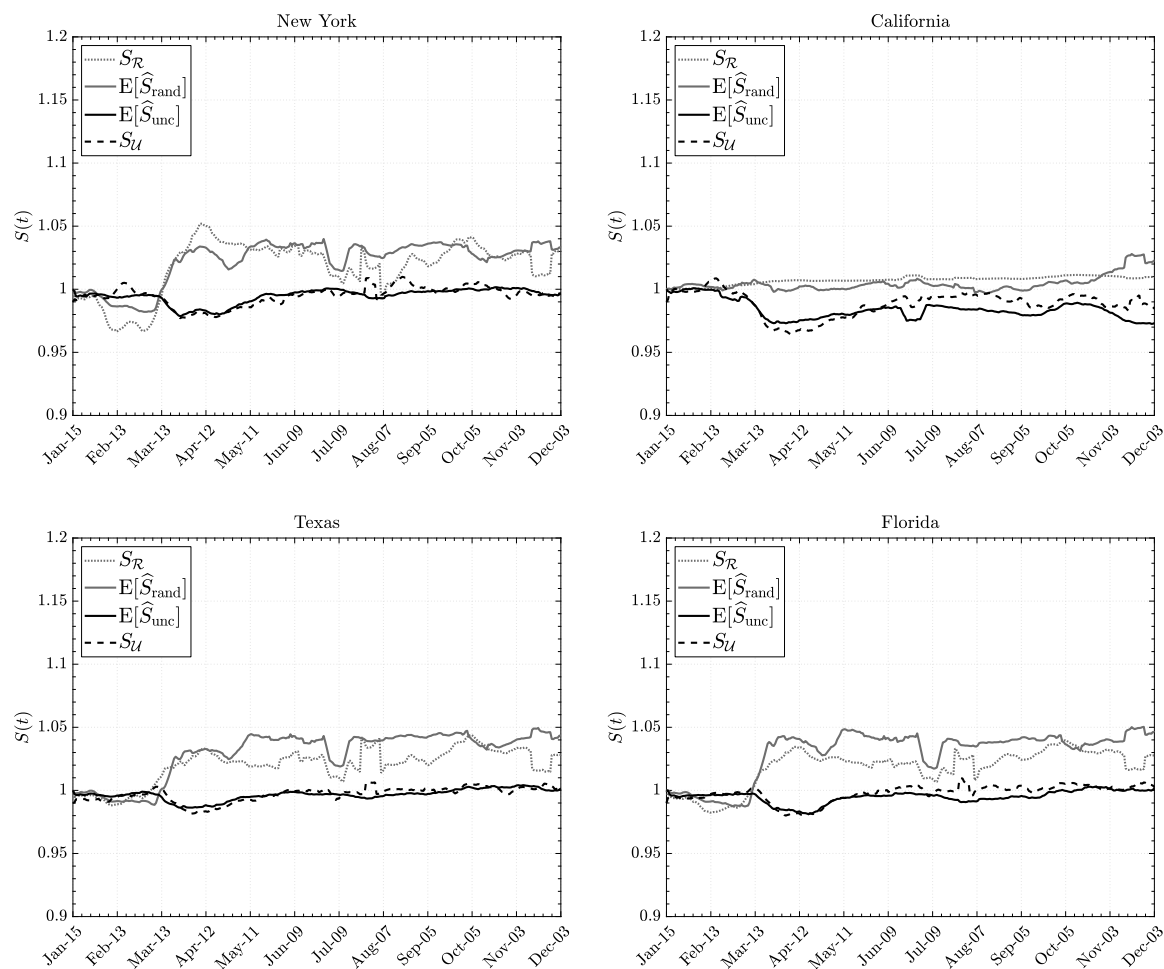 New York
1.2
1.15
1.1
1.05
1
0.95
0.9
S(t)
S_R
E[Ŝ_rand]
E[Ŝ_unc]
S_U
Jan-15
Feb-13
Mar-13
Apr-12
May-11
Jun-09
Jul-09
Aug-07
Sep-05
Oct-05
Nov-03
Dec-03
California
1.2
1.15
1.1
1.05
1
0.95
0.9
S(t)
S_R
E[Ŝ_rand]
E[Ŝ_unc]
S_U
Jan-15
Feb-13
Mar-13
Apr-12
May-11
Jun-09
Jul-09
Aug-07
Sep-05
Oct-05
Nov-03
Dec-03
Texas
1.2
1.15
1.1
1.05
1
0.95
0.9
S(t)
S_R
E[Ŝ_rand]
E[Ŝ_unc]
S_U
Jan-15
Feb-13
Mar-13
Apr-12
May-11
Jun-09
Jul-09
Aug-07
Sep-05
Oct-05
Nov-03
Dec-03
Florida
1.2
1.15
1.1
1.05
1
0.95
0.9
S(t)
S_R
E[Ŝ_rand]
E[Ŝ_unc]
S_U
Jan-15
Feb-13
Mar-13
Apr-12
May-11
Jun-09
Jul-09
Aug-07
Sep-05
Oct-05
Nov-03
Dec-03